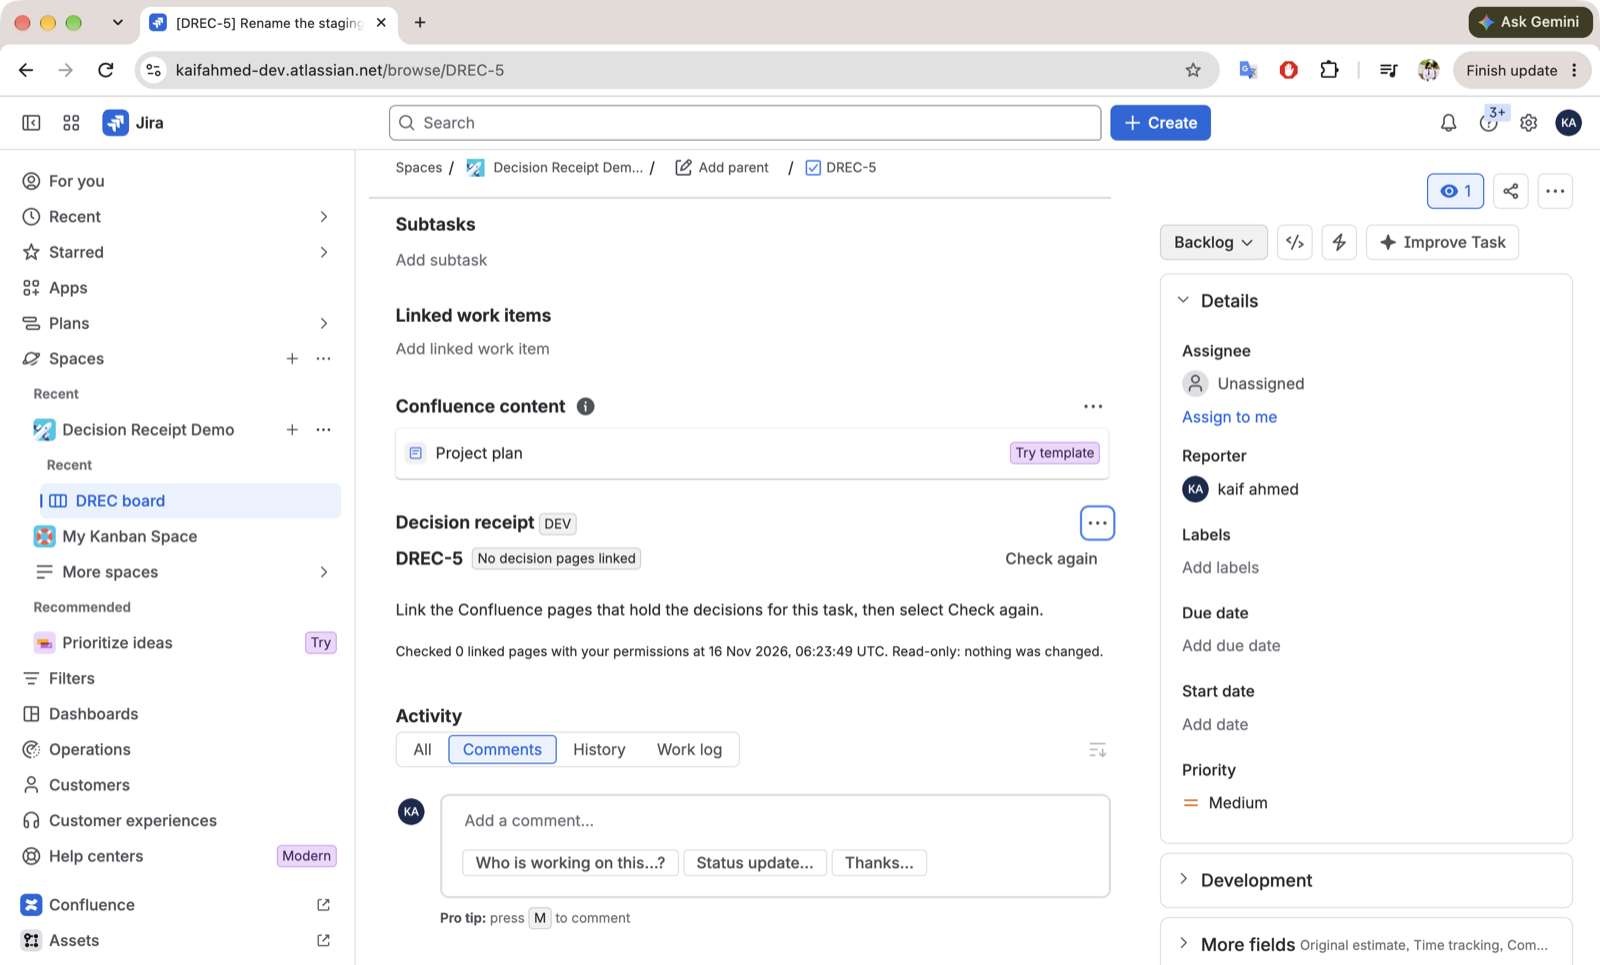 [DREC-5] Rename the staging
Ask Gemini
kaifahmed-dev.atlassian.net/browse/DREC-5
Finish update
Jira
Search
Create
3+
KA
For you
Recent
Starred
Apps
Plans
Spaces
Recent
Decision Receipt Demo
Recent
DREC board
My Kanban Space
More spaces
Recommended
Prioritize ideas Try
Filters
Dashboards
Operations
Customers
Customer experiences
Help centers Modern
Confluence
Assets
Spaces / Decision Receipt Dem... / Add parent / DREC-5
Subtasks
Add subtask
Linked work items
Add linked work item
Confluence content
Project plan Try template
Decision receipt DEV
DREC-5 No decision pages linked Check again
Link the Confluence pages that hold the decisions for this task, then select Check again.
Checked 0 linked pages with your permissions at 16 Nov 2026, 06:23:49 UTC. Read-only: nothing was changed.
Activity
All Comments History Work log
KA
Add a comment...
Who is working on this...? Status update... Thanks...
Pro tip: press M to comment
1
Backlog Improve Task
Details
Assignee
Unassigned
Assign to me
Reporter
KA kaif ahmed
Labels
Add labels
Due date
Add due date
Start date
Add date
Priority
Medium
Development
More fields Original estimate, Time tracking, Com...